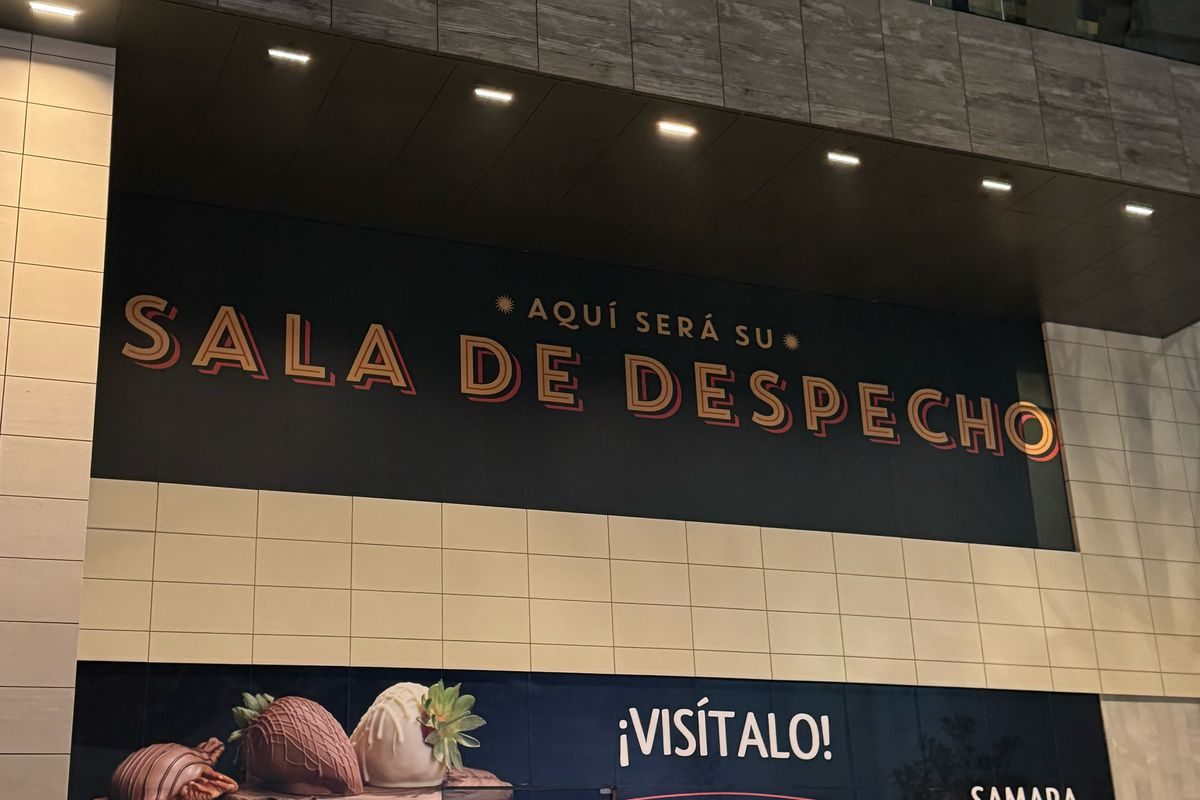 AQUÍ SERÁ SU
SALA DE DESPECHO
¡VISÍTALO!
SAMARA